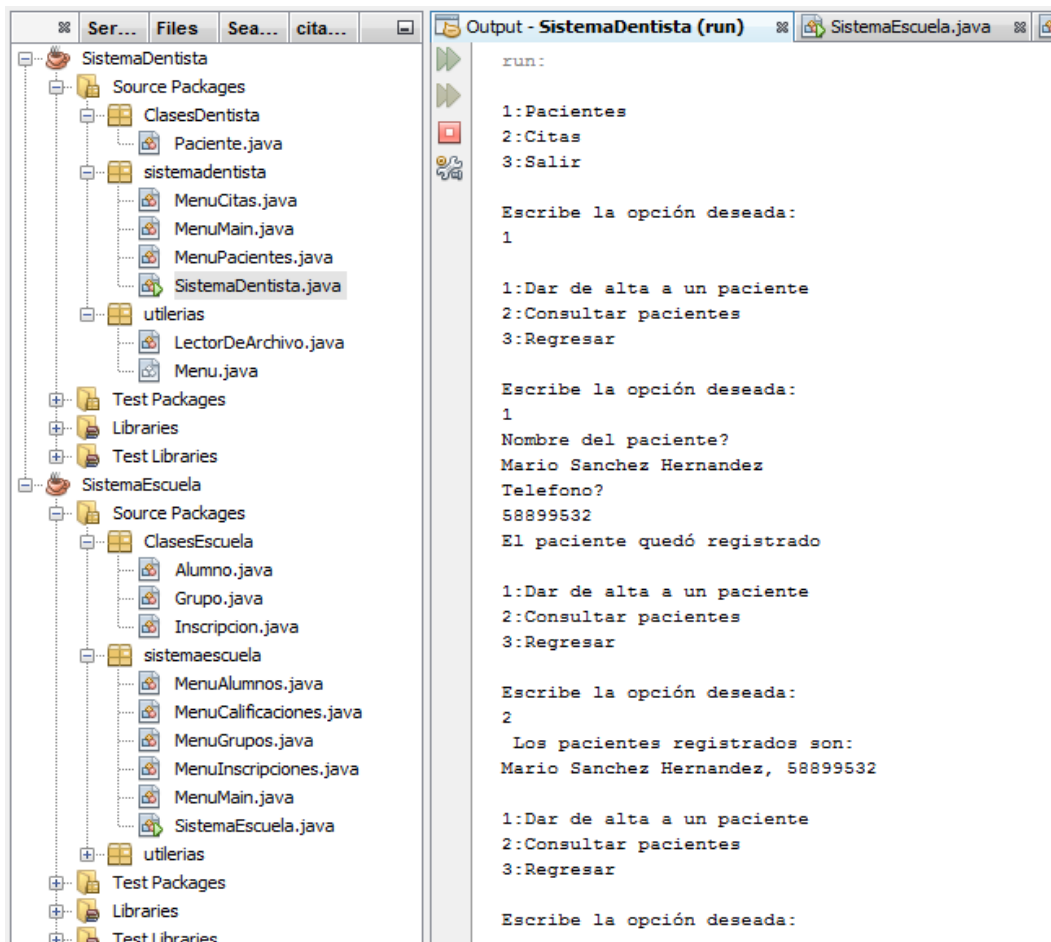 Ser... Files Sea... cita...
SistemaDentista
Source Packages
ClasesDentista
Paciente.java
sistemadentista
MenuCitas.java
MenuMain.java
MenuPacientes.java
SistemaDentista.java
utilerias
LectorDeArchivo.java
Menu.java
Test Packages
Libraries
Test Libraries
SistemaEscuela
Source Packages
ClasesEscuela
Alumno.java
Grupo.java
Inscripcion.java
sistemaescuela
MenuAlumnos.java
MenuCalificaciones.java
MenuGrupos.java
MenuInscripciones.java
MenuMain.java
SistemaEscuela.java
utilerias
Test Packages
Libraries
Test Libraries
Output - SistemaDentista (run) SistemaEscuela.java
run:
1:Pacientes
2:Citas
3:Salir
Escribe la opción deseada:
1
1:Dar de alta a un paciente
2:Consultar pacientes
3:Regresar
Escribe la opción deseada:
1
Nombre del paciente?
Mario Sanchez Hernandez
Telefono?
58899532
El paciente quedó registrado
1:Dar de alta a un paciente
2:Consultar pacientes
3:Regresar
Escribe la opción deseada:
2
Los pacientes registrados son:
Mario Sanchez Hernandez, 58899532
1:Dar de alta a un paciente
2:Consultar pacientes
3:Regresar
Escribe la opción deseada: